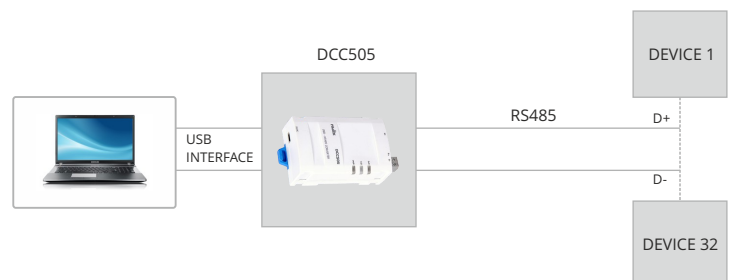 DCC505
DEVICE 1
RS485
D+
USB
INTERFACE
D-
DEVICE 32